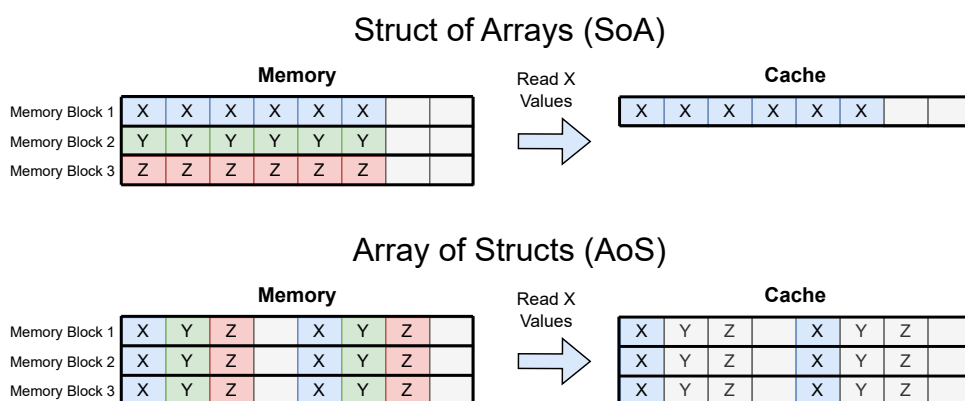 Struct of Arrays (SoA)
Memory
Read X
Values
Cache
Memory Block 1 X X X X X X
X X X X X X
Memory Block 2 Y Y Y Y Y Y
Memory Block 3 Z Z Z Z Z Z
Array of Structs (AoS)
Memory
Read X
Values
Cache
Memory Block 1 X Y Z X Y Z
X Y Z X Y Z
Memory Block 2 X Y Z X Y Z
X Y Z X Y Z
Memory Block 3 X Y Z X Y Z
X Y Z X Y Z